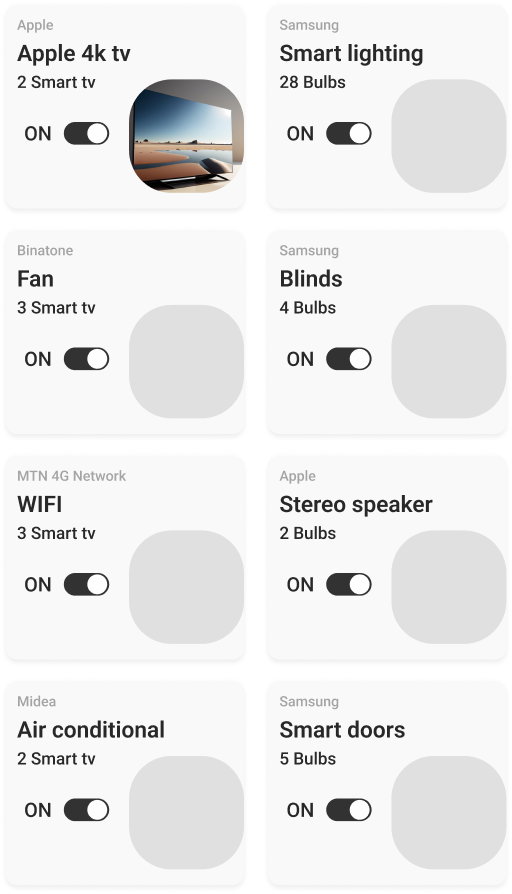 Apple
Apple 4k tv
2 Smart tv
ON
Samsung
Smart lighting
28 Bulbs
ON
Binatone
Fan
3 Smart tv
ON
Samsung
Blinds
4 Bulbs
ON
MTN 4G Network
WIFI
3 Smart tv
ON
Apple
Stereo speaker
2 Bulbs
ON
Midea
Air conditional
2 Smart tv
ON
Samsung
Smart doors
5 Bulbs
ON